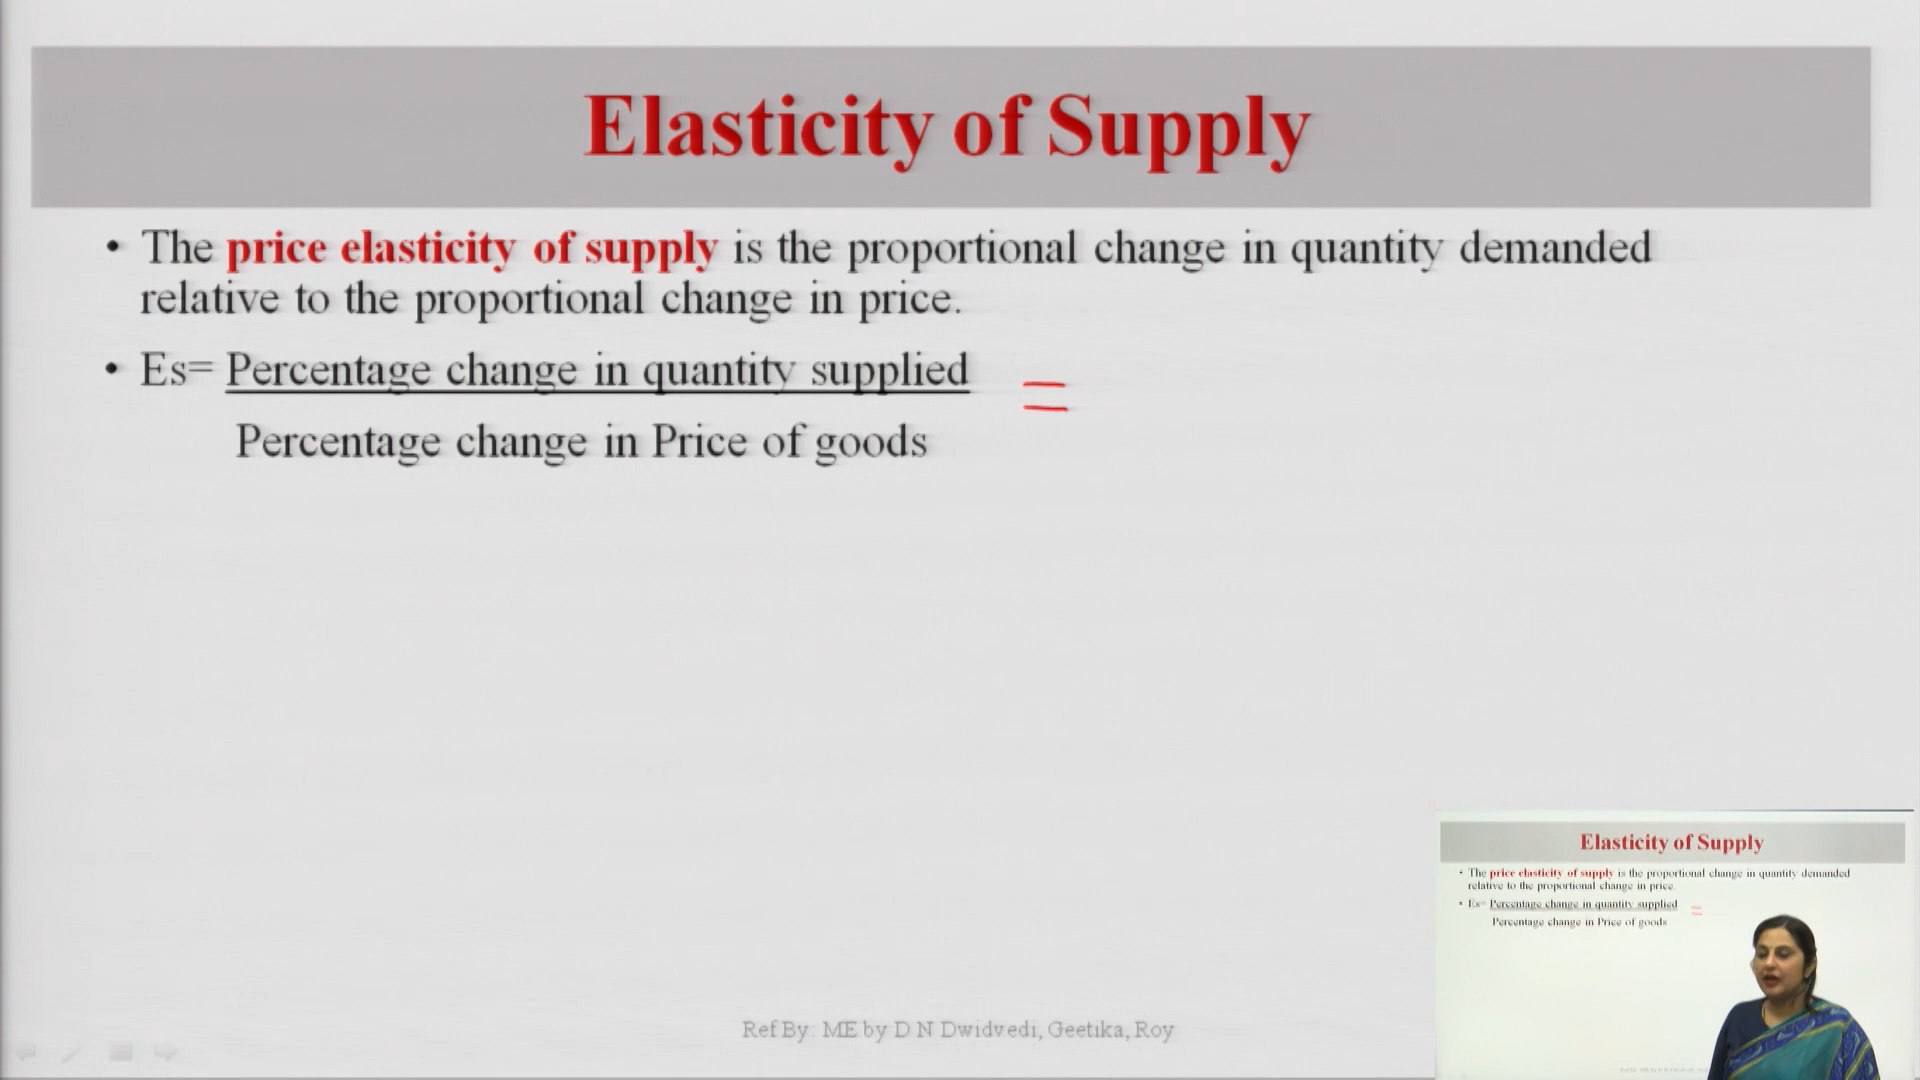 Elasticity of Supply
• The price elasticity of supply is the proportional change in quantity demanded
relative to the proportional change in price.
• Es= Percentage change in quantity supplied =
Percentage change in Price of goods
Ref By: ME by D N Dwidvedi, Geetika, Roy
Elasticity of Supply
• The price elasticity of supply is the proportional change in quantity demanded
relative to the proportional change in price.
• Es= Percentage change in quantity supplied =
Percentage change in Price of goods